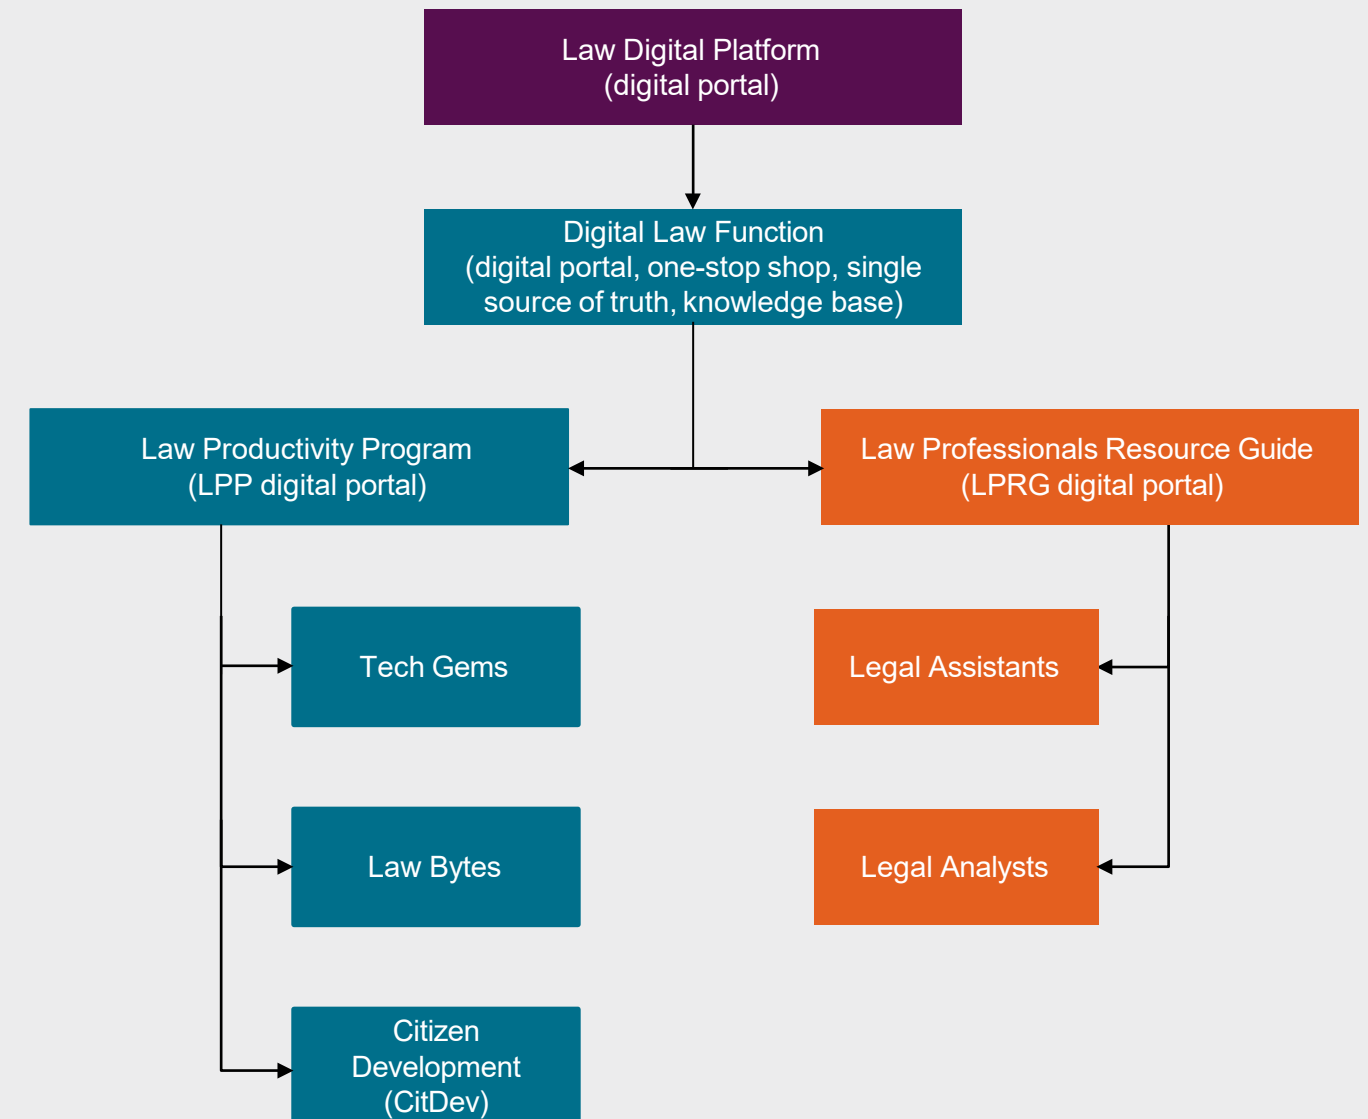 Law Digital Platform
(digital portal)
Digital Law Function
(digital portal, one-stop shop, single
source of truth, knowledge base)
Law Productivity Program
(LPP digital portal)
Law Professionals Resource Guide
(LPRG digital portal)
Tech Gems
Legal Assistants
Law Bytes
Legal Analysts
Citizen
Development
(CitDev)